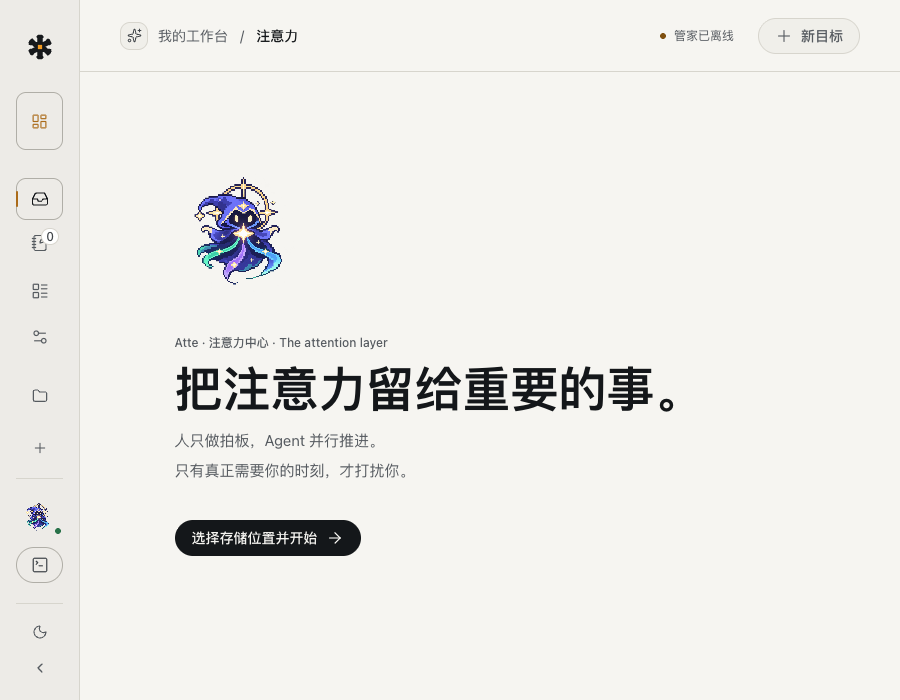 我的工作台 / 注意力
管家已离线
新目标
0
Atte · 注意力中心 · The attention layer
把注意力留给重要的事。
人只做拍板，Agent 并行推进。
只有真正需要你的时刻，才打扰你。
选择存储位置并开始